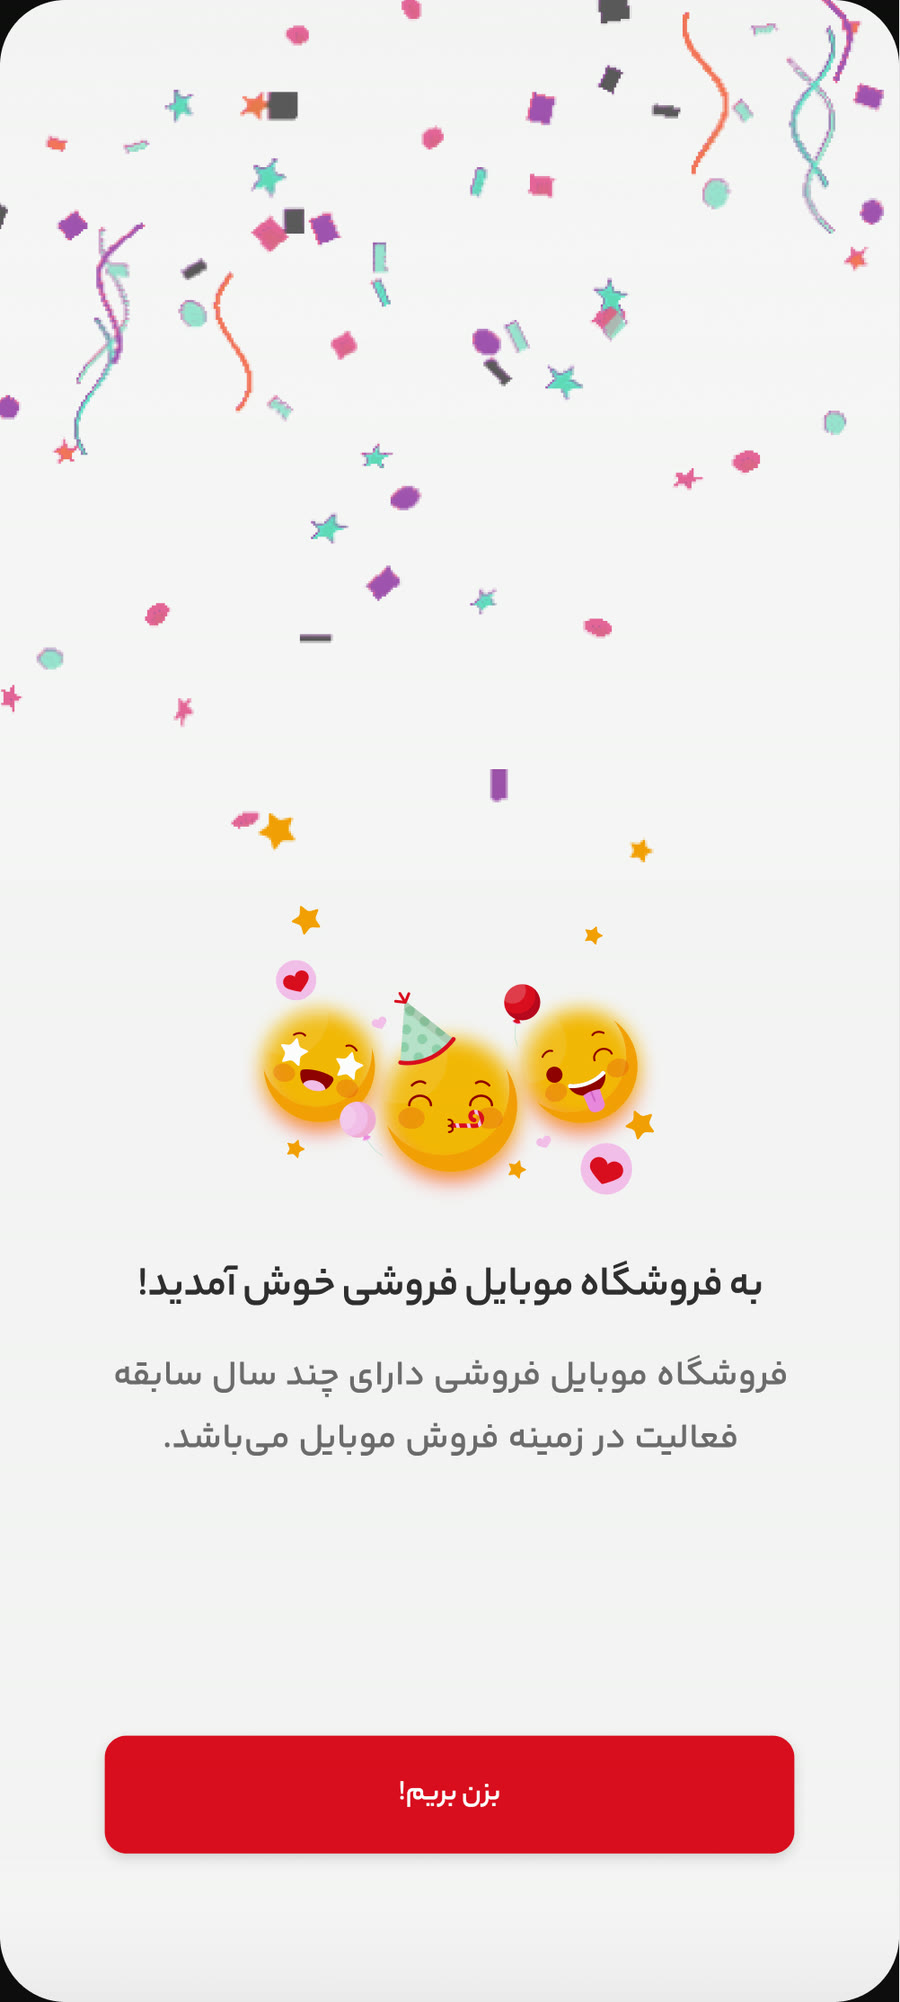 به فروشگاه موبایل فروشی خوش آمدید!
فروشگاه موبایل فروشی دارای چند سال سابقه
فعالیت در زمینه فروش موبایل می‌باشد.
بزن بریم!